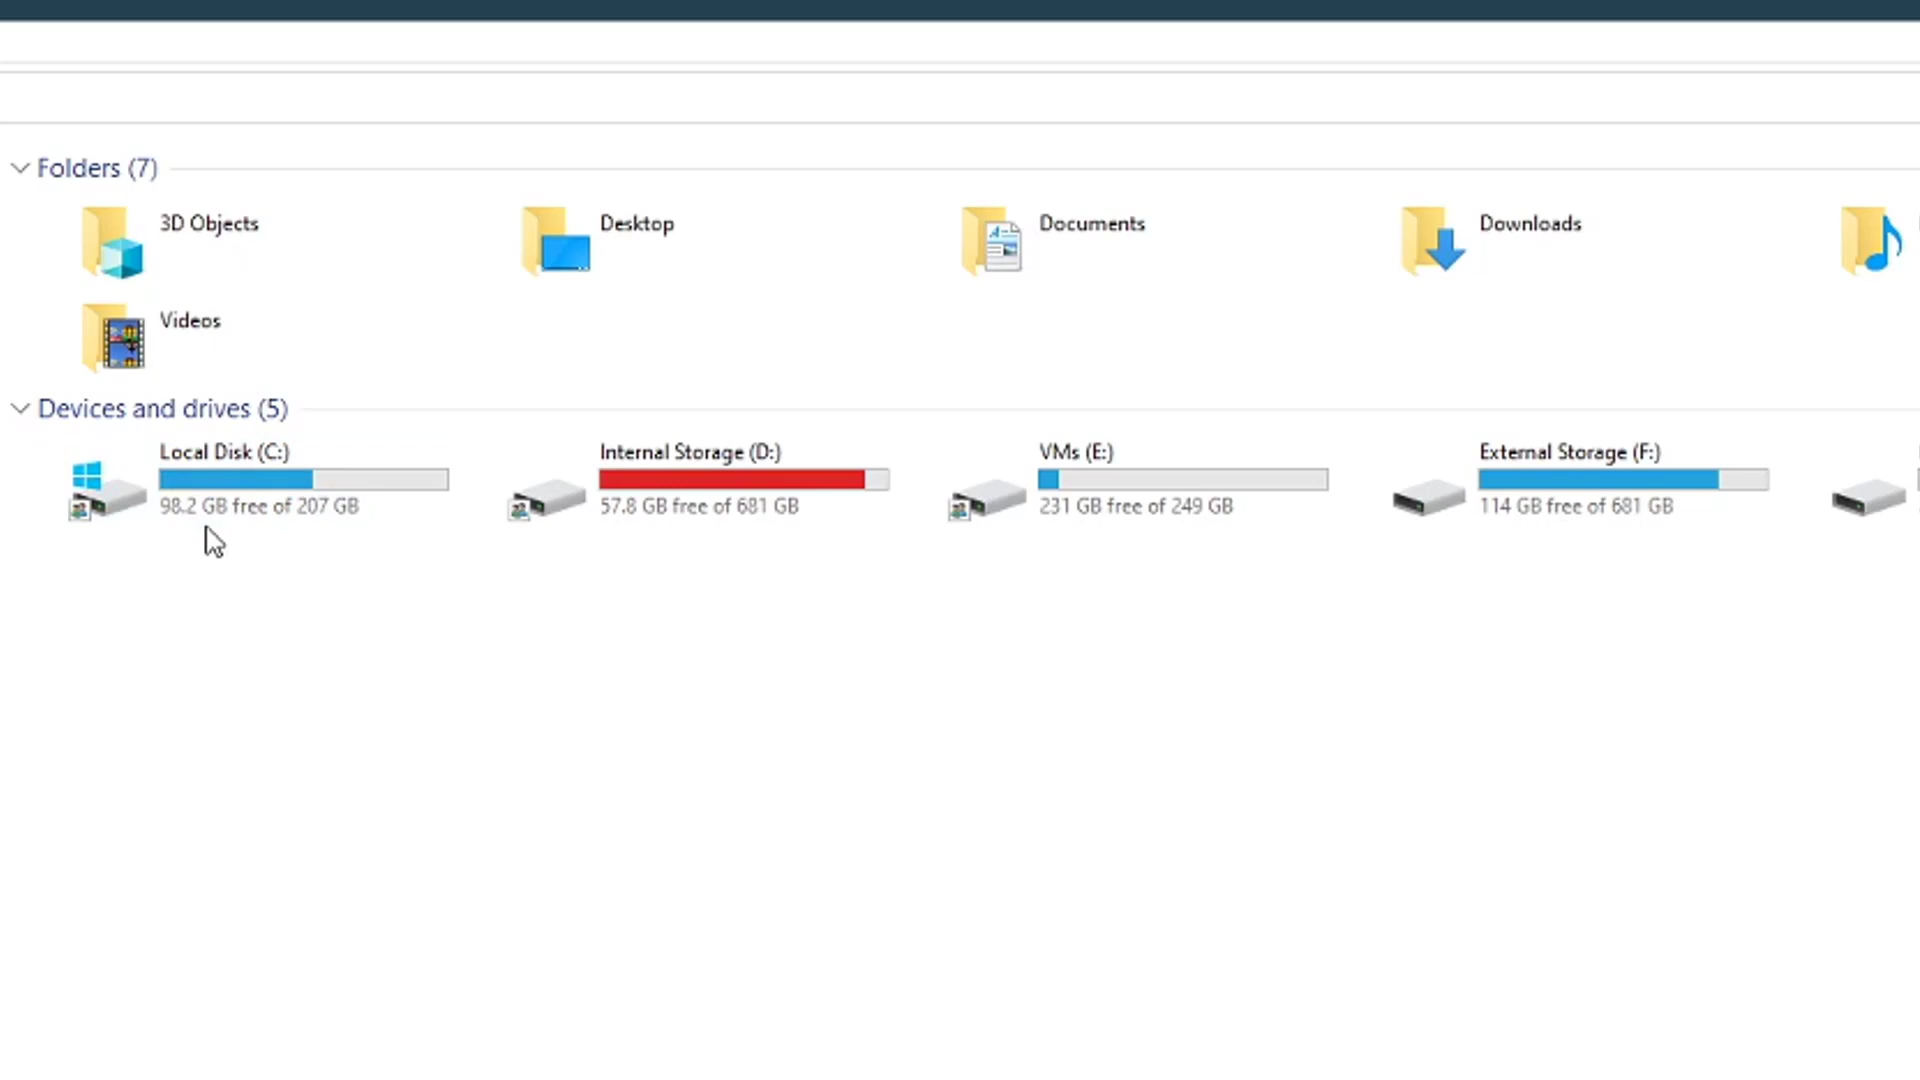 Folders (7)
3D Objects
Desktop
Documents
Downloads
Videos
Devices and drives (5)
Local Disk (C:)
98.2 GB free of 207 GB
Internal Storage (D:)
57.8 GB free of 681 GB
VMs (E:)
231 GB free of 249 GB
External Storage (F:)
114 GB free of 681 GB